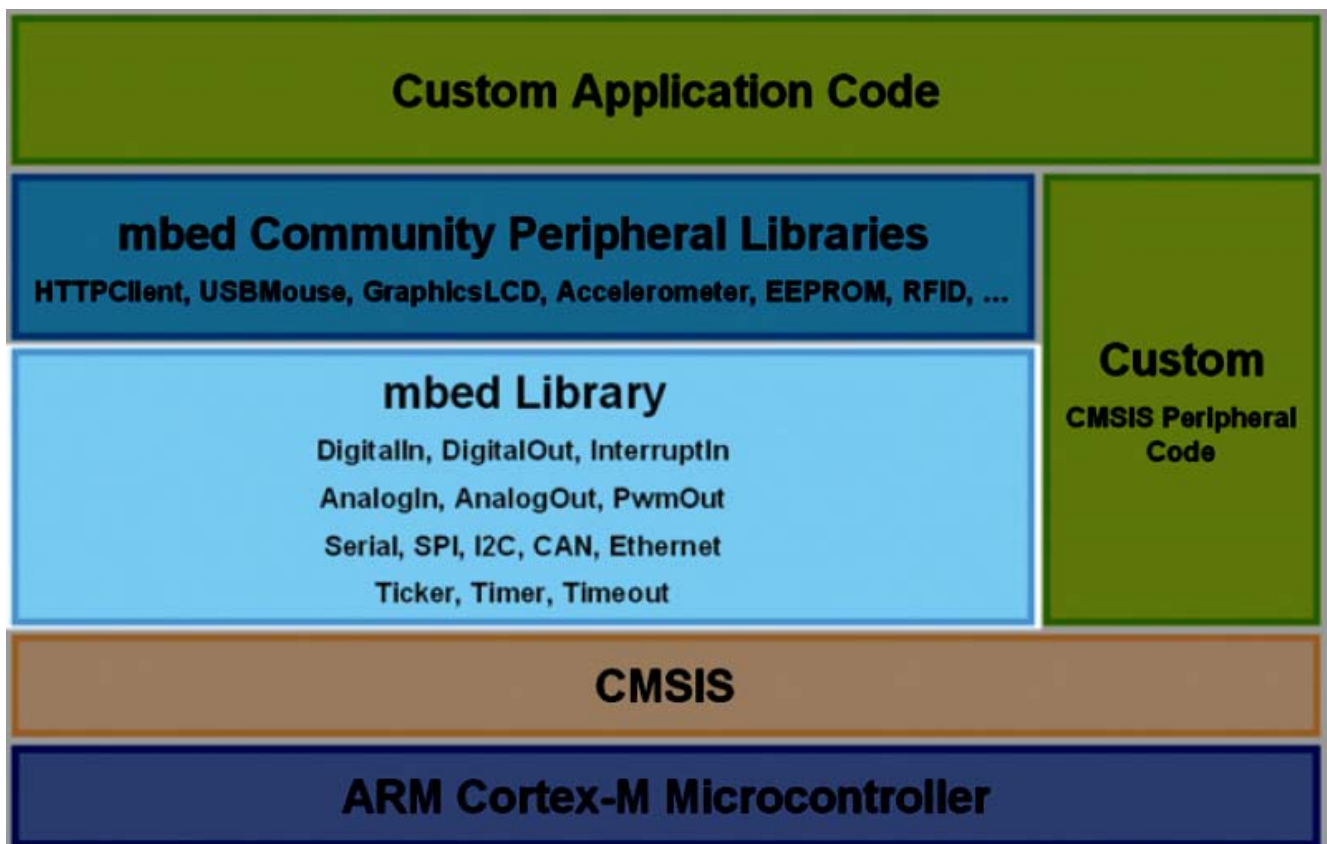 Custom Application Code
mbed Community Peripheral Libraries
HTTPClient, USBMouse, GraphicsLCD, Accelerometer, EEPROM, RFID, ...
Custom
CMSIS Peripheral
Code
mbed Library
DigitalIn, DigitalOut, InterruptIn
AnalogIn, AnalogOut, PwmOut
Serial, SPI, I2C, CAN, Ethernet
Ticker, Timer, Timeout
CMSIS
ARM Cortex-M Microcontroller